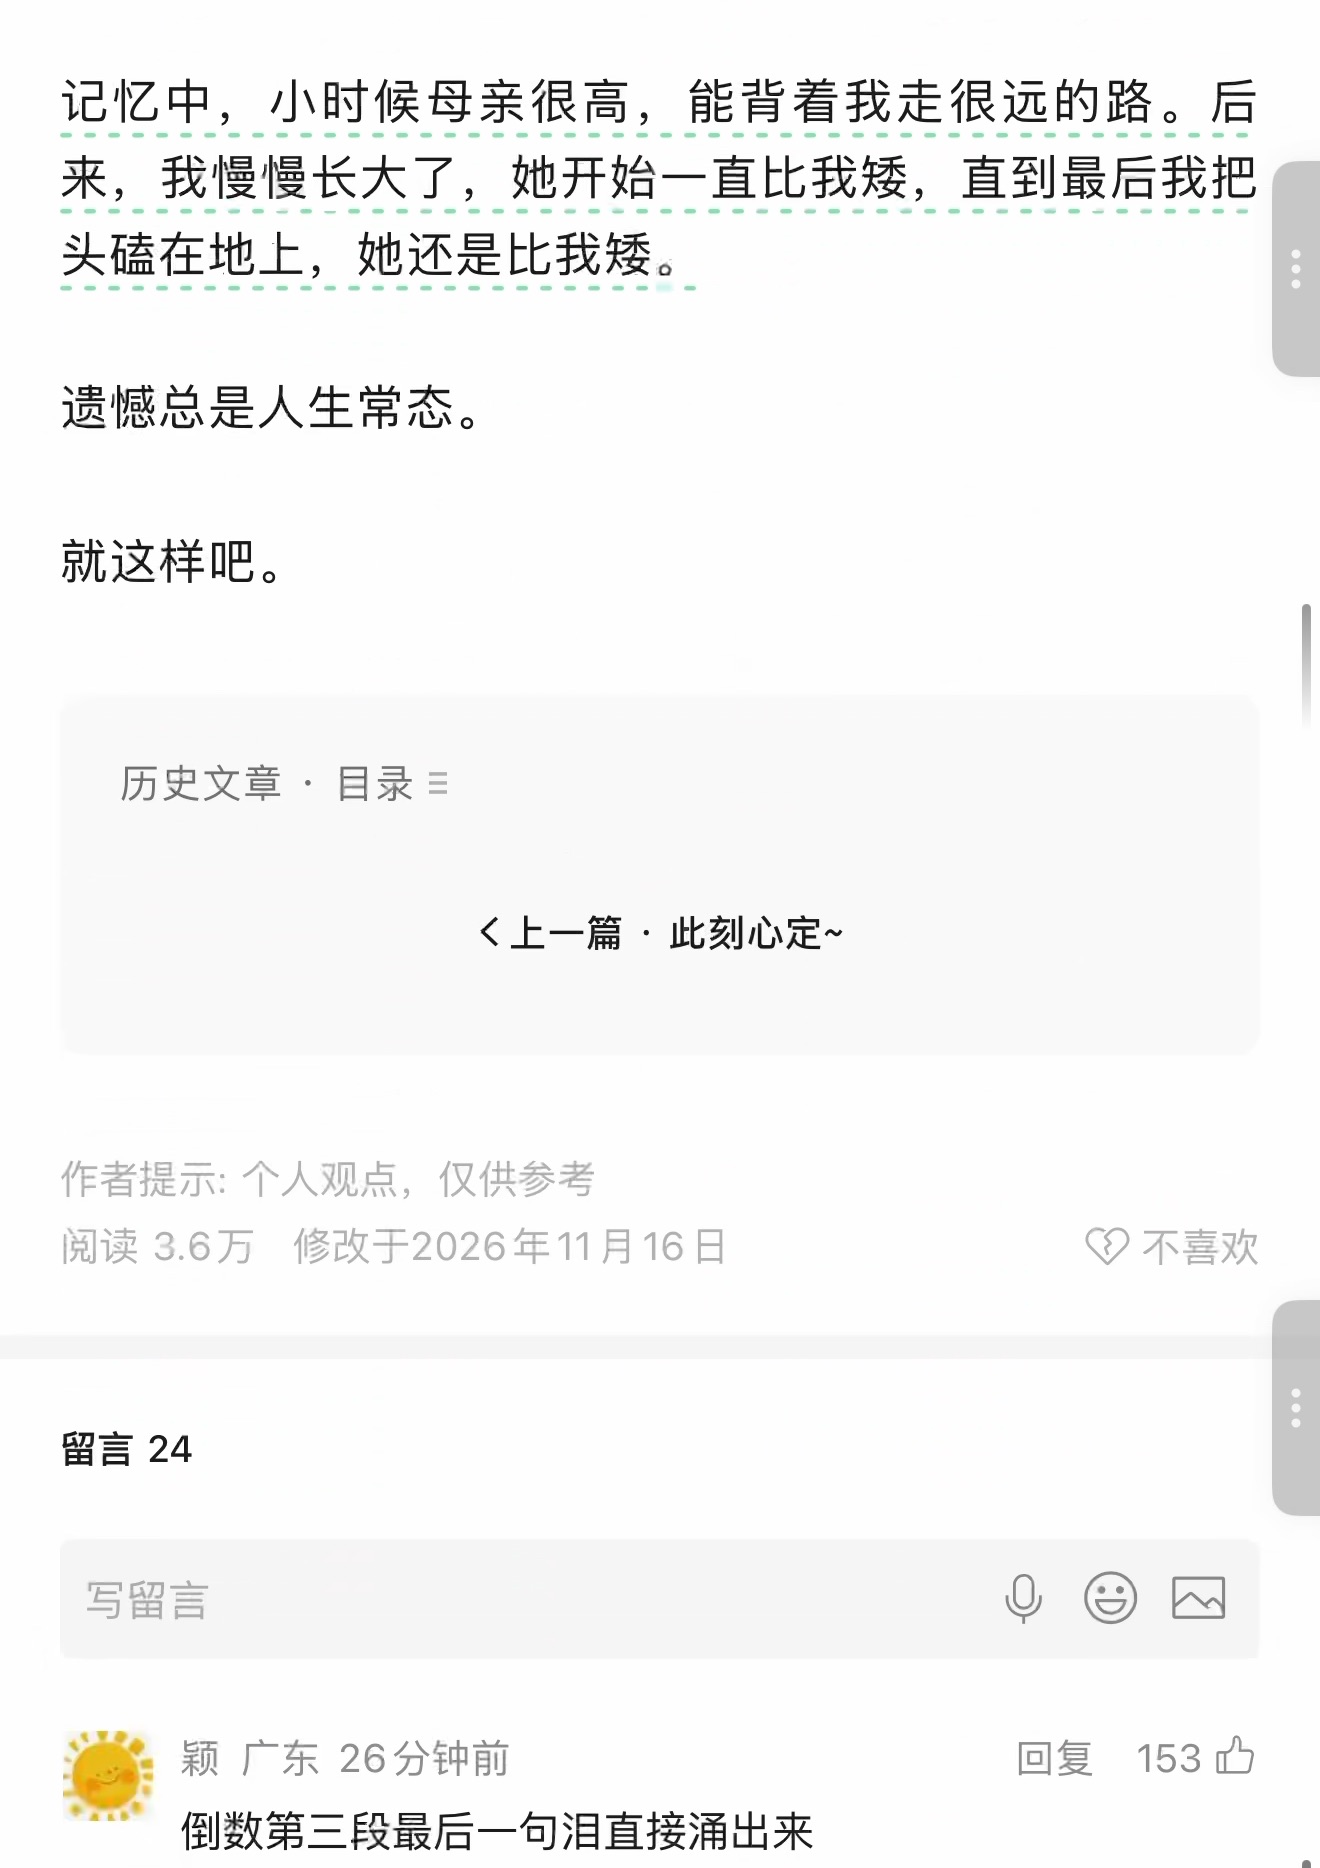 记忆中，小时候母亲很高，能背着我走很远的路。后
来，我慢慢长大了，她开始一直比我矮，直到最后我把
头磕在地上，她还是比我矮。
遗憾总是人生常态。
就这样吧。
历史文章 · 目录
上一篇 · 此刻心定~
作者提示: 个人观点，仅供参考
阅读 3.6万 修改于2026年11月16日 不喜欢
留言 24
写留言
颖 广东 26分钟前 回复 153
倒数第三段最后一句泪直接涌出来